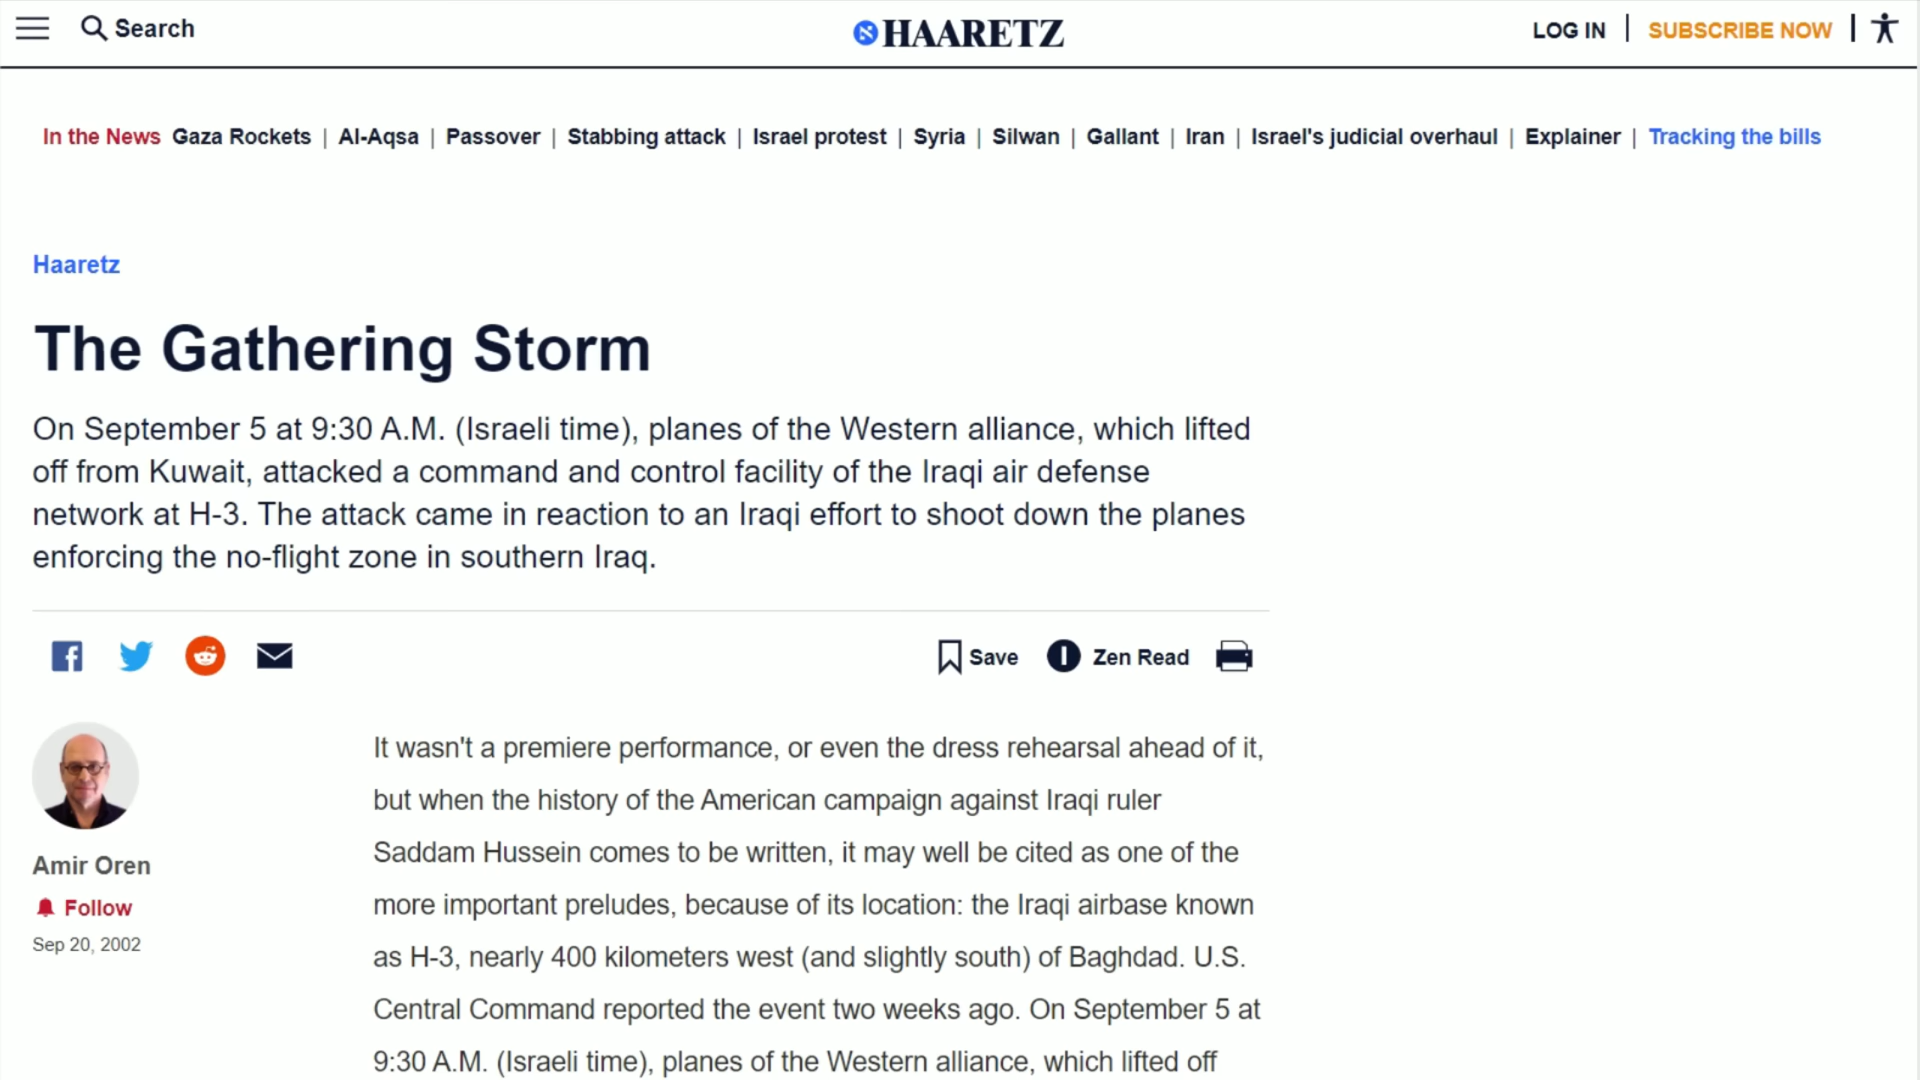 Search
HAARETZ
LOG IN | SUBSCRIBE NOW |
In the News Gaza Rockets | Al-Aqsa | Passover | Stabbing attack | Israel protest | Syria | Silwan | Gallant | Iran | Israel's judicial overhaul | Explainer | Tracking the bills
Haaretz
The Gathering Storm
On September 5 at 9:30 A.M. (Israeli time), planes of the Western alliance, which lifted
off from Kuwait, attacked a command and control facility of the Iraqi air defense
network at H-3. The attack came in reaction to an Iraqi effort to shoot down the planes
enforcing the no-flight zone in southern Iraq.
Save
Zen Read
Amir Oren
Follow
Sep 20, 2002
It wasn't a premiere performance, or even the dress rehearsal ahead of it,
but when the history of the American campaign against Iraqi ruler
Saddam Hussein comes to be written, it may well be cited as one of the
more important preludes, because of its location: the Iraqi airbase known
as H-3, nearly 400 kilometers west (and slightly south) of Baghdad. U.S.
Central Command reported the event two weeks ago. On September 5 at
9:30 A.M. (Israeli time), planes of the Western alliance, which lifted off